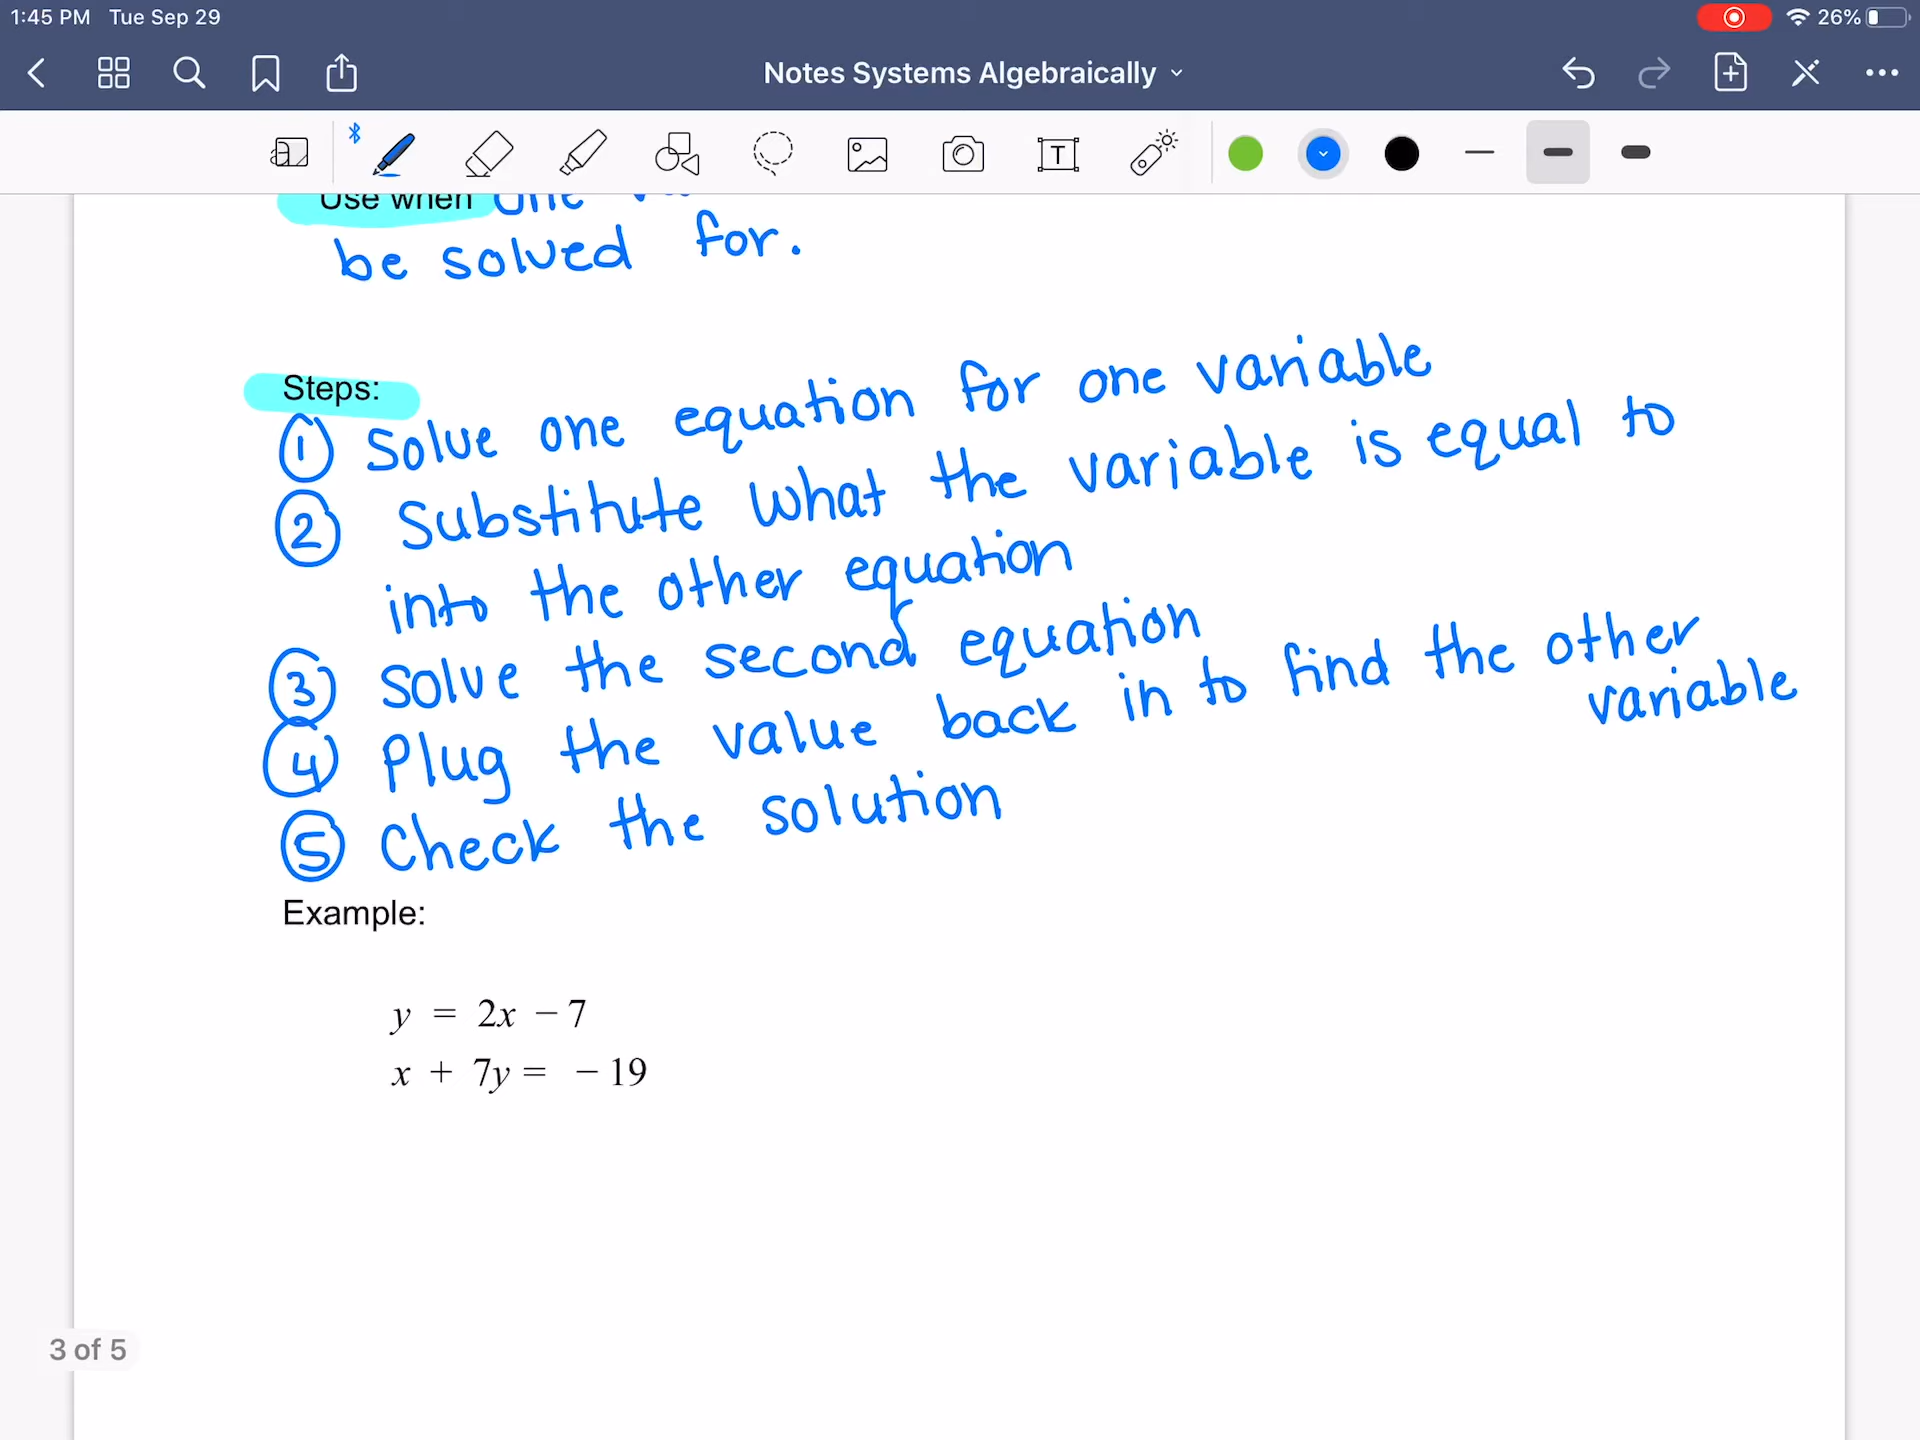 1:45 PM Tue Sep 29
26%
Notes Systems Algebraically
Use when one
be solved for.
Steps:
① Solve one equation for one variable
② Substitute what the variable is equal to
into the other equation
③ Solve the second equation
④ Plug the value back in to find the other
variable
⑤ Check the solution
Example:
y = 2x − 7
x + 7y = − 19
3 of 5